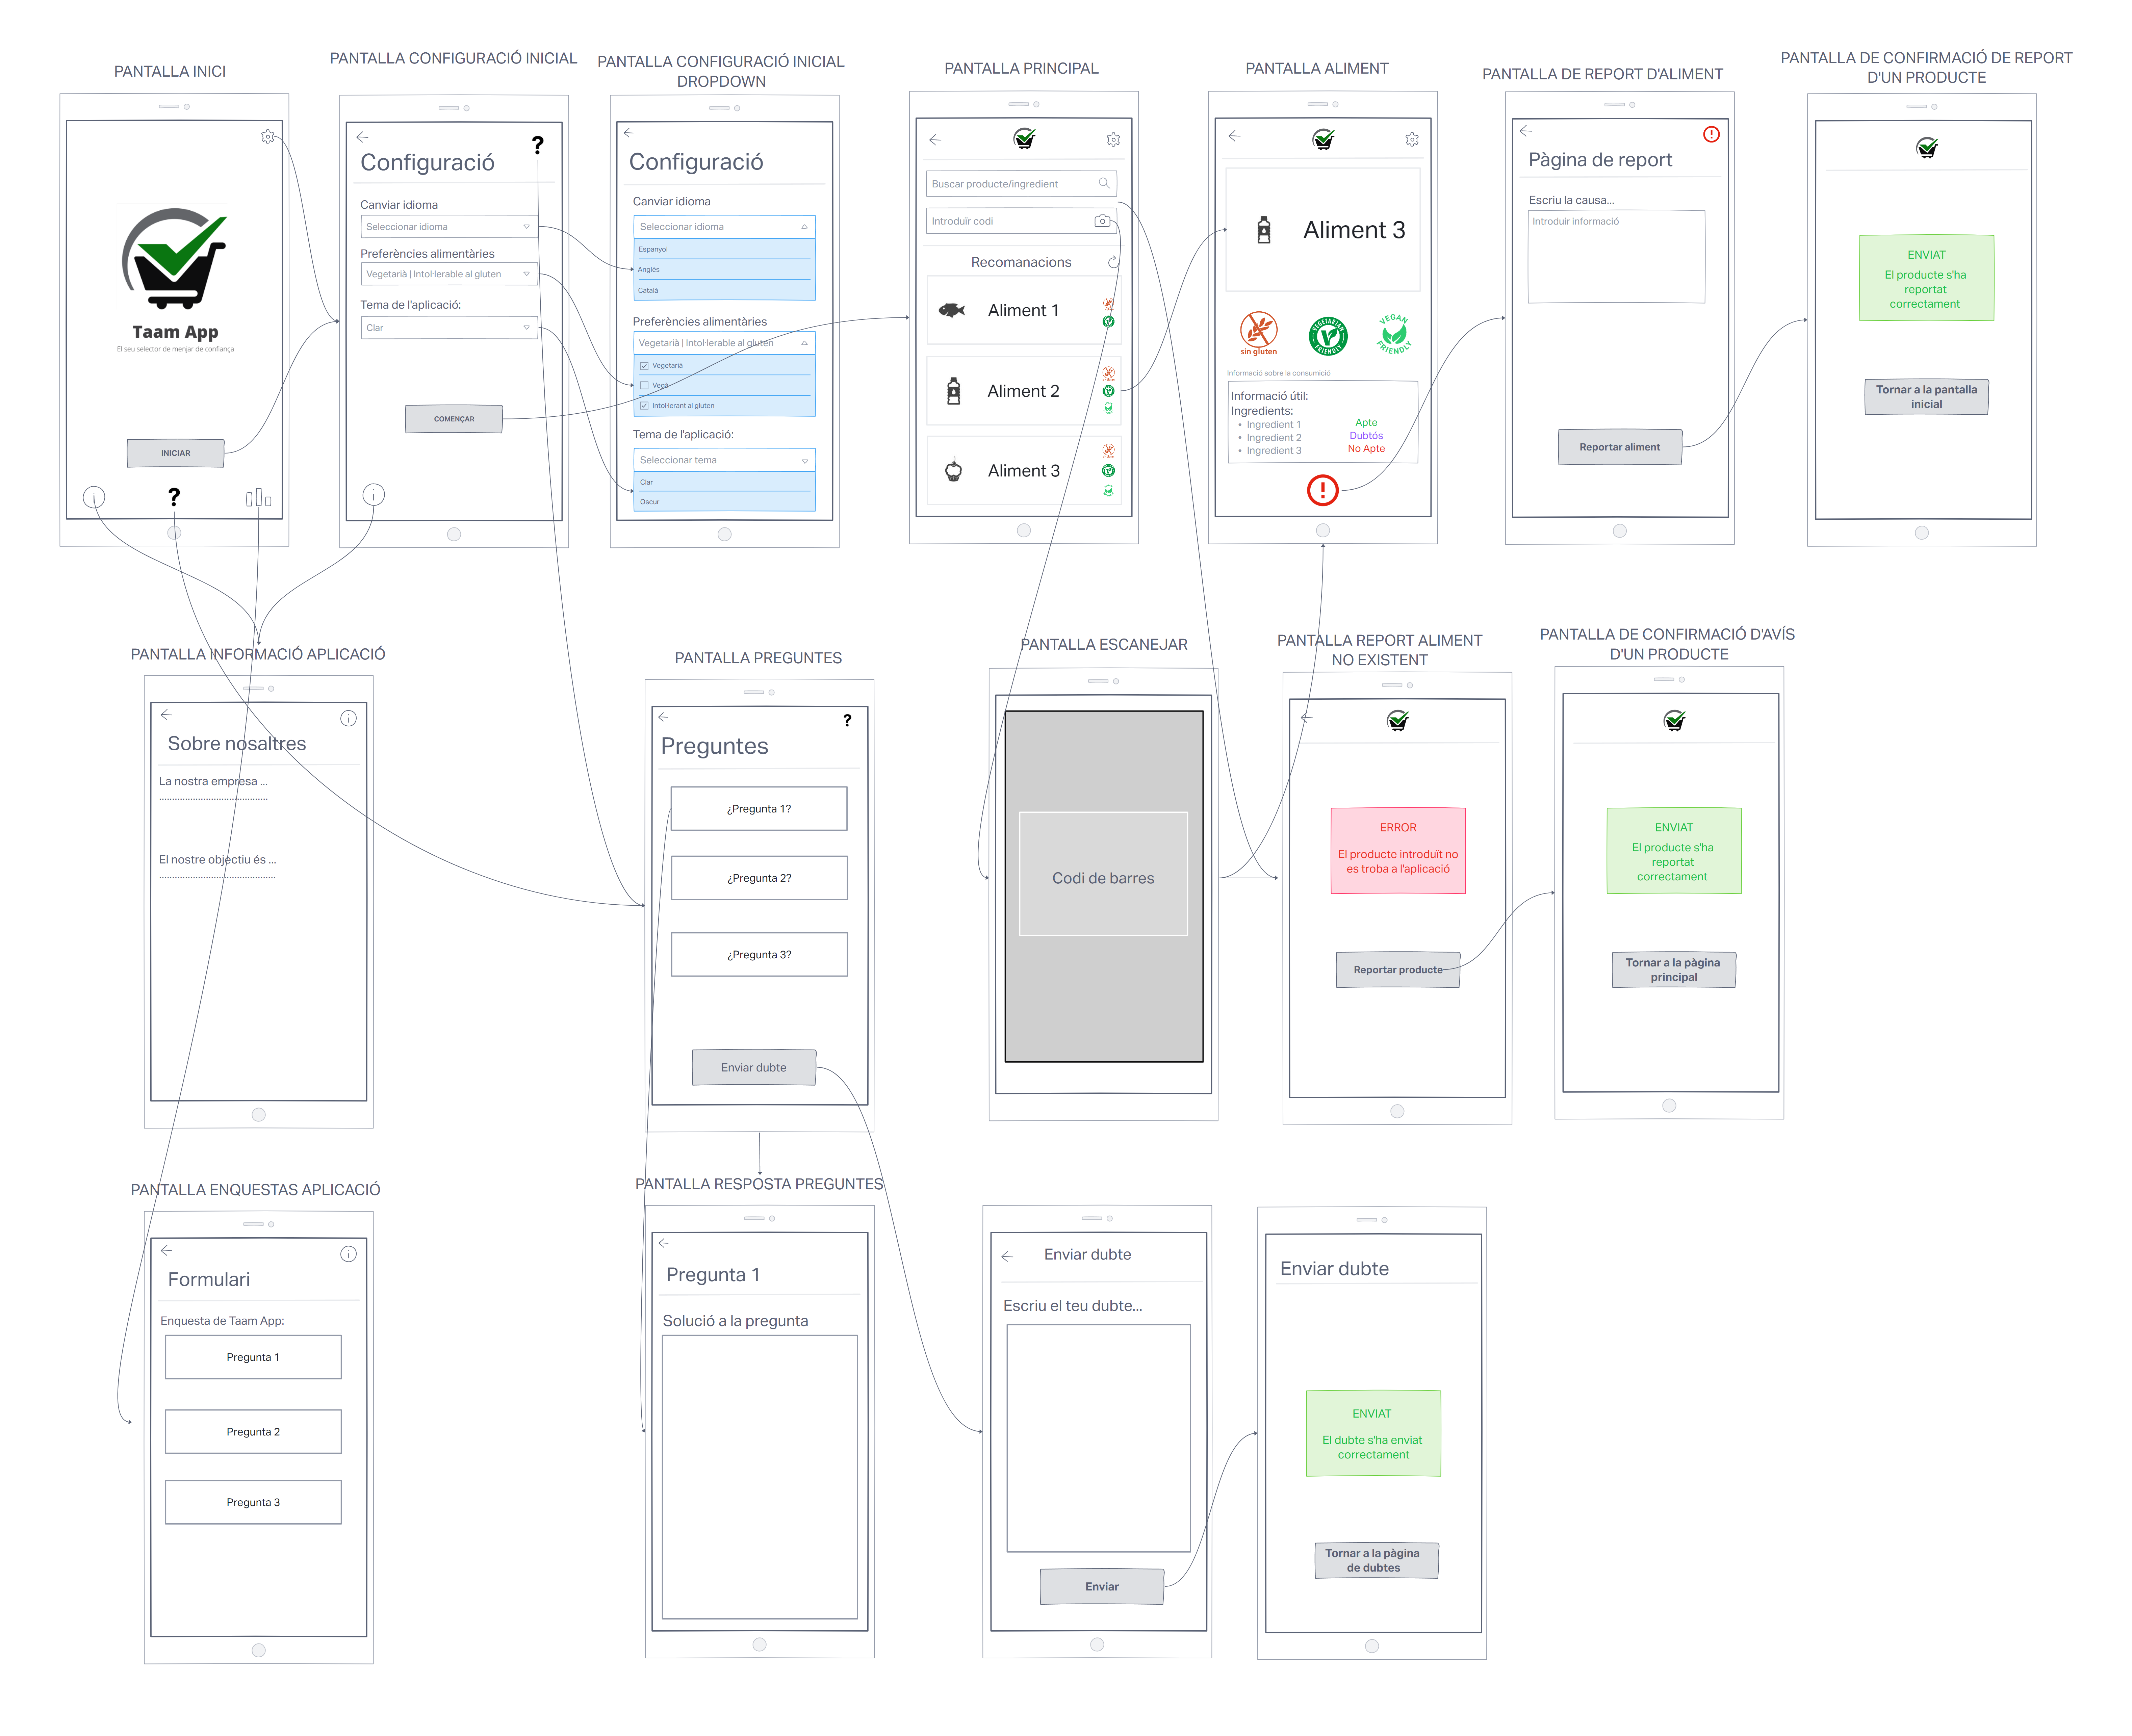 PANTALLA INICI
Taam App
El seu selector de menjar de confiança
INICIAR
i
?
PANTALLA CONFIGURACIÓ INICIAL
?
Configuració
Canviar idioma
Seleccionar idioma
Preferències alimentàries
Vegetarià | Intol·lerable al gluten
Tema de l'aplicació:
Clar
COMENÇAR
i
PANTALLA CONFIGURACIÓ INICIAL
DROPDOWN
Configuració
Canviar idioma
Seleccionar idioma
Espanyol
Anglès
Català
Preferències alimentàries
Vegetarià | Intol·lerable al gluten
Vegetarià
Vegà
Intol·lerant al gluten
Tema de l'aplicació:
Seleccionar tema
Clar
Oscur
PANTALLA PRINCIPAL
Buscar producte/ingredient
Introduïr codi
Recomanacions
Aliment 1
Aliment 2
Aliment 3
PANTALLA ALIMENT
Aliment 3
sin gluten
VEGETARIAN
FRIENDLY
VEGAN
FRIENDLY
Informació sobre la consumició
Informació útil:
Ingredients:
• Ingredient 1 Apte
• Ingredient 2 Dubtós
• Ingredient 3 No Apte
!
PANTALLA DE REPORT D'ALIMENT
!
Pàgina de report
Escriu la causa...
Introduir informació
Reportar aliment
PANTALLA DE CONFIRMACIÓ DE REPORT
D'UN PRODUCTE
ENVIAT
El producte s'ha
reportat
correctament
Tornar a la pantalla
inicial
PANTALLA INFORMACIÓ APLICACIÓ
i
Sobre nosaltres
La nostra empresa ...
El nostre objectiu és ...
PANTALLA PREGUNTES
?
Preguntes
¿Pregunta 1?
¿Pregunta 2?
¿Pregunta 3?
Enviar dubte
PANTALLA ESCANEJAR
Codi de barres
PANTALLA REPORT ALIMENT
NO EXISTENT
ERROR
El producte introduït no
es troba a l'aplicació
Reportar producte
PANTALLA DE CONFIRMACIÓ D'AVÍS
D'UN PRODUCTE
ENVIAT
El producte s'ha
reportat
correctament
Tornar a la pàgina
principal
PANTALLA ENQUESTAS APLICACIÓ
i
Formulari
Enquesta de Taam App:
Pregunta 1
Pregunta 2
Pregunta 3
PANTALLA RESPOSTA PREGUNTES
Pregunta 1
Solució a la pregunta
Enviar dubte
Escriu el teu dubte...
Enviar
Enviar dubte
ENVIAT
El dubte s'ha enviat
correctament
Tornar a la pàgina
de dubtes